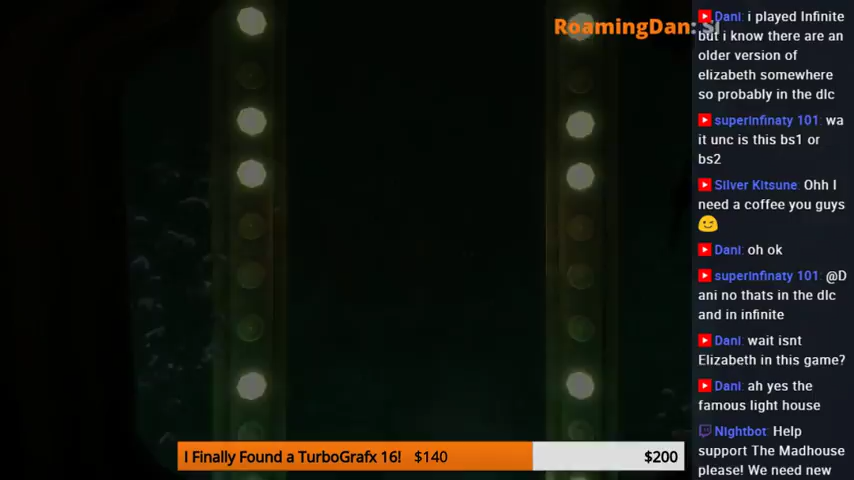 RoamingDan:
Dani: i played Infinite
but i know there are an
older version of
elizabeth somewhere
so probably in the dlc
superinfinaty 101: wa
it unc is this bs1 or
bs2
Silver Kitsune: Ohh I
need a coffee you guys
😉
Dani: oh ok
superinfinaty 101: @D
ani no thats in the dlc
and in infinite
Dani: wait isnt
Elizabeth in this game?
Dani: ah yes the
famous light house
Nightbot: Help
support The Madhouse
please! We need new
I Finally Found a TurboGrafx 16! $140 $200